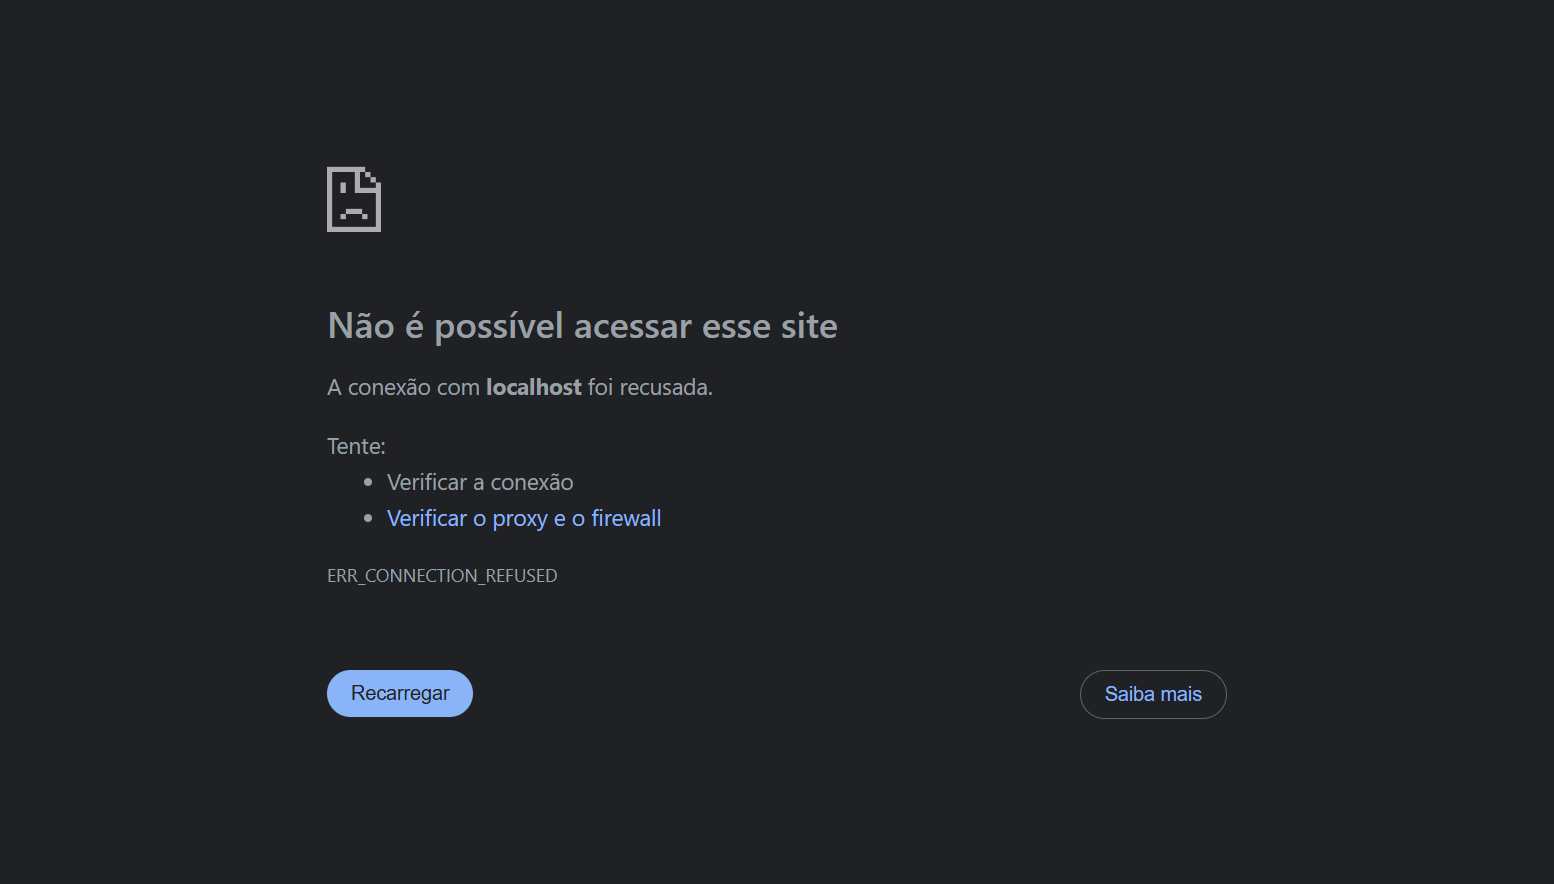 Não é possível acessar esse site
A conexão com localhost foi recusada.
Tente:
Verificar a conexão
Verificar o proxy e o firewall
ERR_CONNECTION_REFUSED
Recarregar
Saiba mais